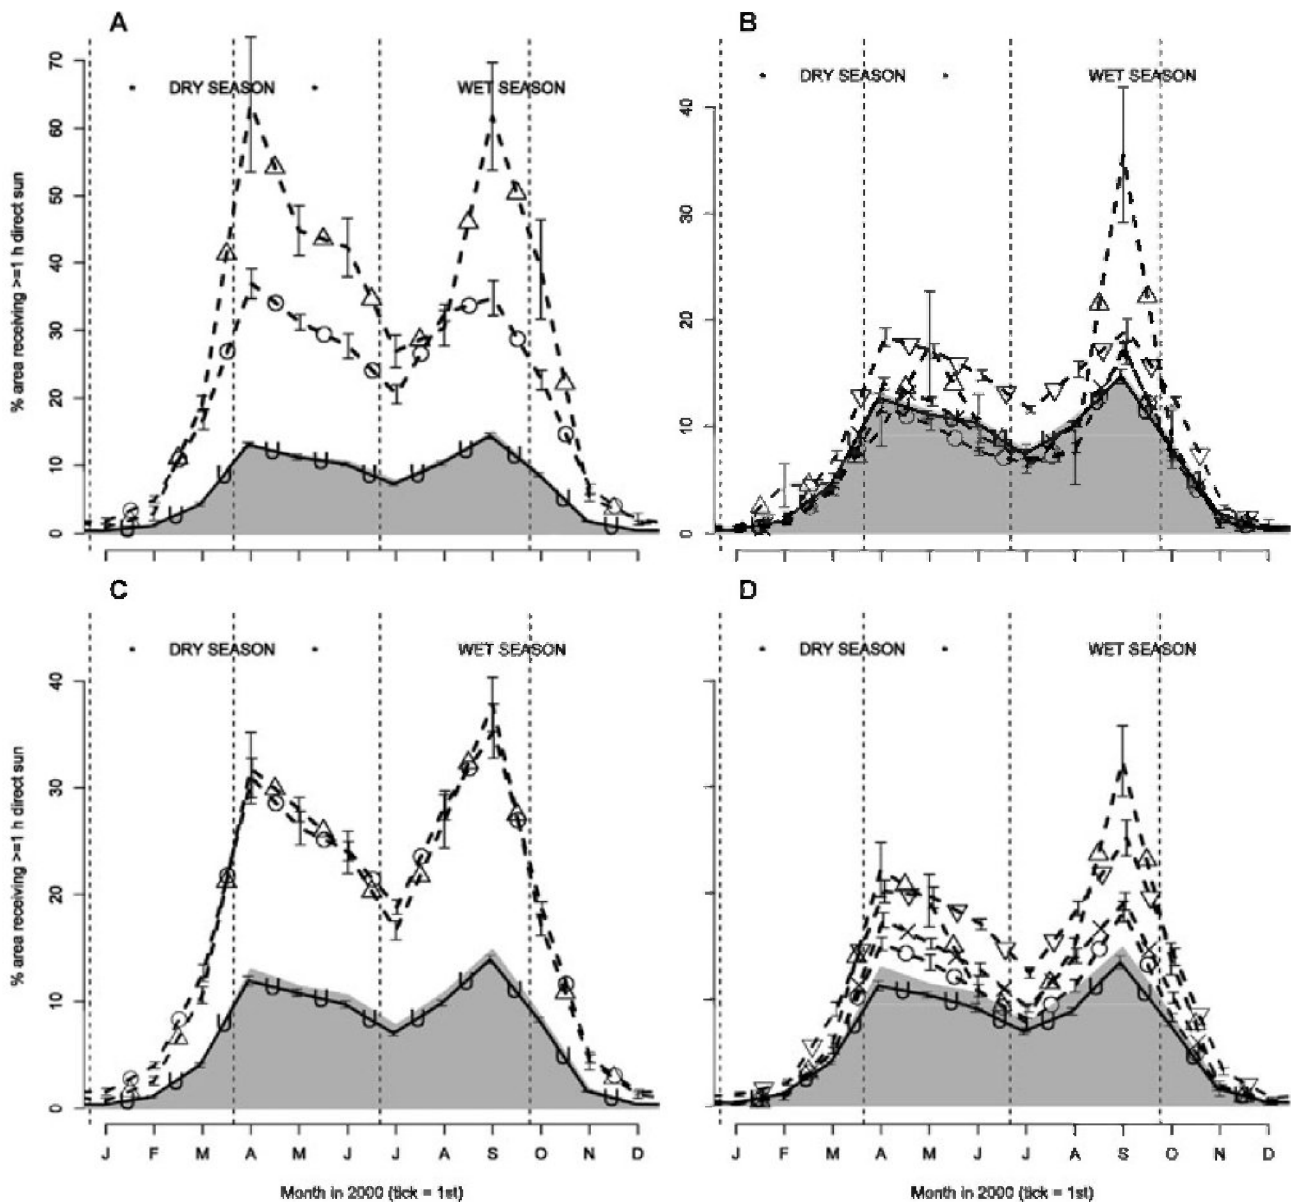 A
B
DRY SEASON
WET SEASON
DRY SEASON
WET SEASON
70
60
50
40
30
20
10
0
% area receiving >=1 h direct sun
40
30
20
10
0
C
D
DRY SEASON
WET SEASON
DRY SEASON
WET SEASON
40
30
20
10
0
% area receiving >=1 h direct sun
J F M A M J J A S O N D
J F M A M J J A S O N D
Month in 2000 (tick = 1st)
Month in 2000 (tick = 1st)